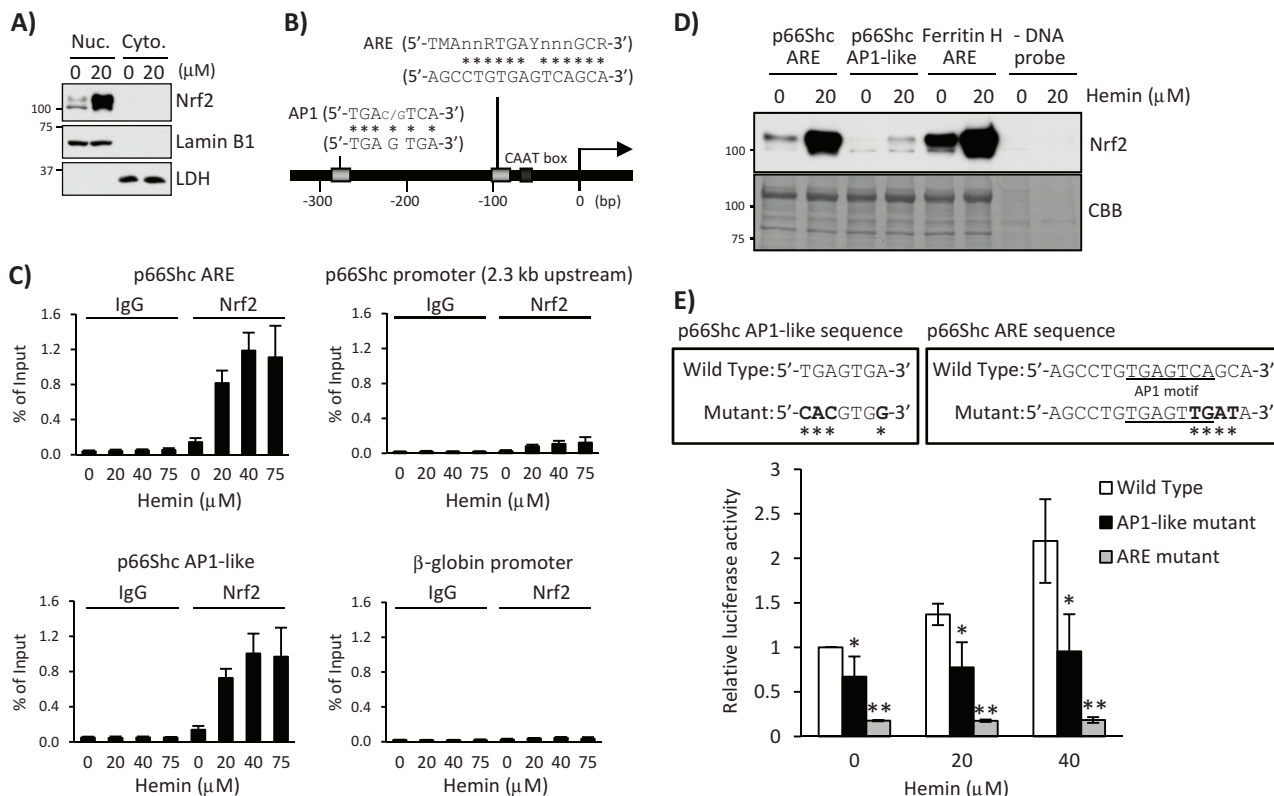 A)
Nuc. Cyto.
0 20 0 20 (μM)
100 Nrf2
75
Lamin B1
37
LDH
B)
ARE (5’-TMAnnRTGAYnnnGCR-3’)
****** ******
(5’-AGCCTGTGAGTCAGCA-3’)
AP1 (5’-TGAC/GTCA-3’)
*** * * *
(5’-TGA G TGA-3’)
CAAT box
-300 -200 -100 0 (bp)
C)
p66Shc ARE
IgG Nrf2
% of Input
1.6
1.2
0.8
0.4
0.0
0 20 40 75 0 20 40 75
Hemin (μM)
p66Shc promoter (2.3 kb upstream)
IgG Nrf2
% of Input
1.6
1.2
0.8
0.4
0.0
0 20 40 75 0 20 40 75
Hemin (μM)
p66Shc AP1-like
IgG Nrf2
% of Input
1.6
1.2
0.8
0.4
0.0
0 20 40 75 0 20 40 75
Hemin (μM)
β-globin promoter
IgG Nrf2
% of Input
1.6
1.2
0.8
0.4
0.0
0 20 40 75 0 20 40 75
Hemin (μM)
D)
p66Shc p66Shc Ferritin H - DNA
ARE AP1-like ARE probe
0 20 0 20 0 20 0 20 Hemin (μM)
100 Nrf2
100 CBB
75
E)
p66Shc AP1-like sequence
Wild Type: 5’-TGAGTGA-3’
Mutant: 5’-CACGTGG-3’
*** *
p66Shc ARE sequence
Wild Type: 5’-AGCCTGTGAGTCAGCA-3’
AP1 motif
Mutant: 5’-AGCCTGTGAGTTGATA-3’
****
Relative luciferase activity
3
2.5
2
1.5
1
0.5
0
Wild Type
AP1-like mutant
ARE mutant
* ** * ** * **
0 20 40
Hemin (μM)